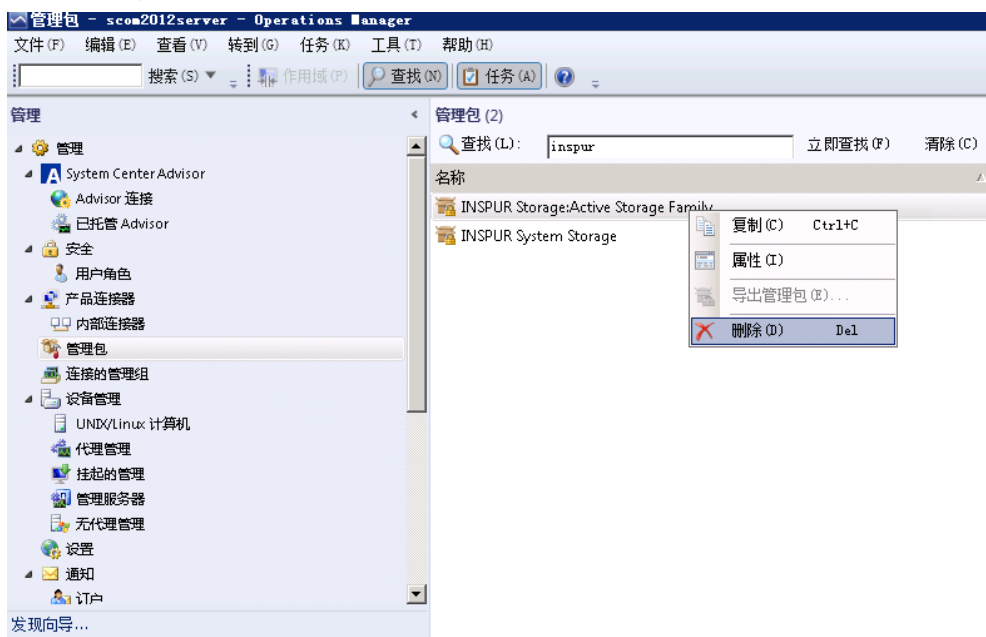 管理包 - scom2012server - Operations Manager
文件(F) 编辑(E) 查看(V) 转到(G) 任务(K) 工具(T) 帮助(H)
搜索(S) 作用域(P) 查找(N) 任务(A)
管理
管理
System Center Advisor
Advisor 连接
已托管 Advisor
安全
用户角色
产品连接器
内部连接器
管理包
连接的管理组
设备管理
UNIX/Linux 计算机
代理管理
挂起的管理
管理服务器
无代理管理
设置
通知
订户
发现向导...
管理包 (2)
查找(L): inspur 立即查找(F) 清除(C)
名称
INSPUR Storage:Active Storage Family
INSPUR System Storage
复制(C) Ctrl+C
属性(I)
导出管理包(E)...
删除(D) Del